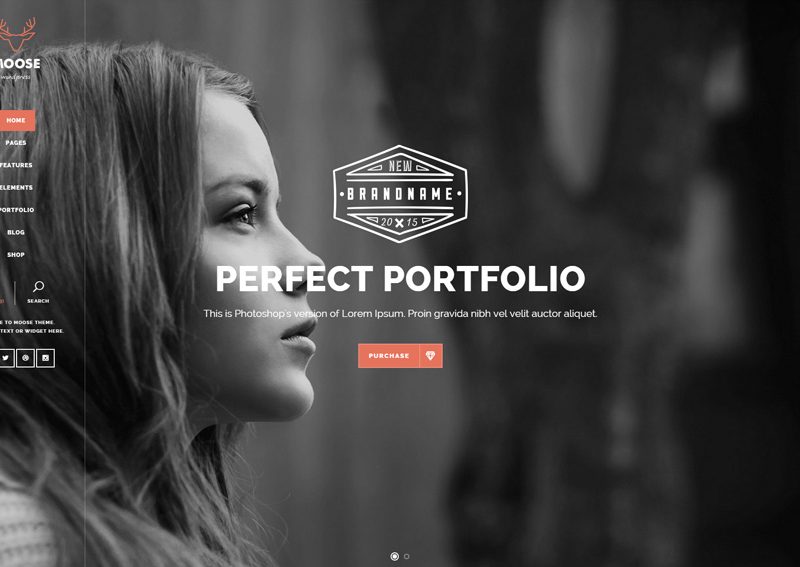 MOOSE
HOME
PAGES
FEATURES
ELEMENTS
PORTFOLIO
BLOG
SHOP
SEARCH
TO MOOSE THEME.
TEXT OR WIDGET HERE.
NEW
BRANDNAME
20 X 15
PERFECT PORTFOLIO
This is Photoshop's version of Lorem Ipsum. Proin gravida nibh vel velit auctor aliquet.
PURCHASE